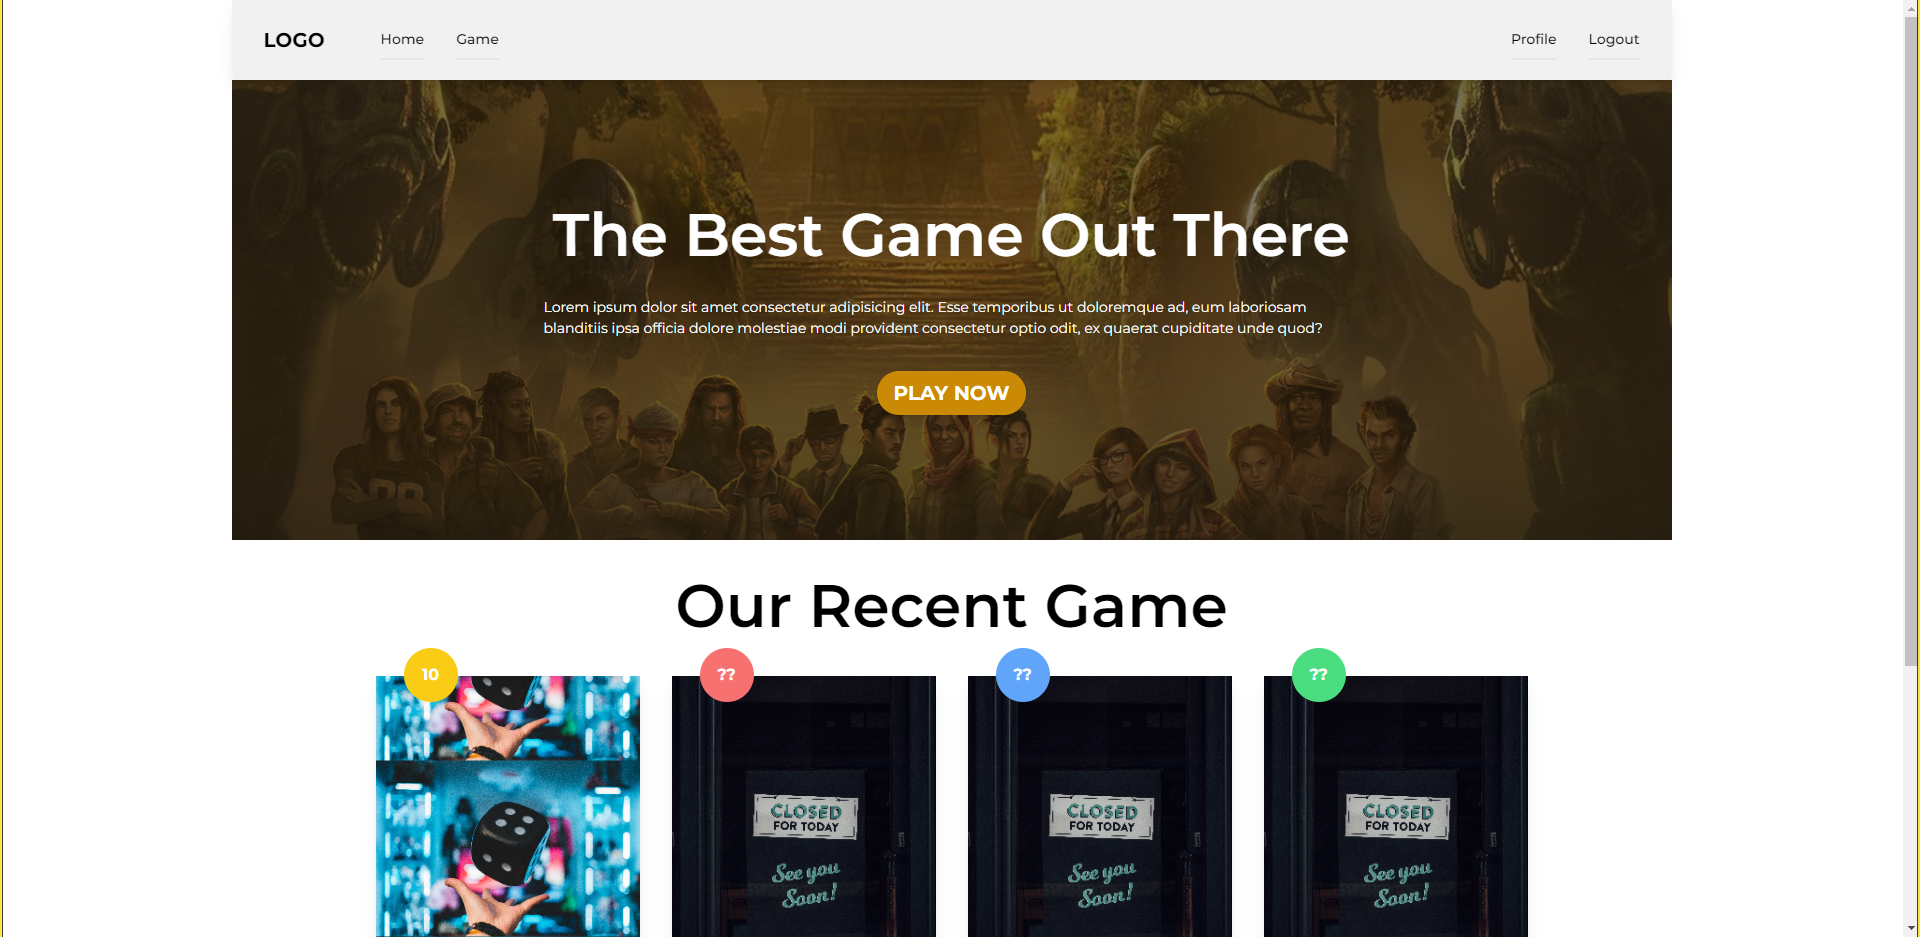 LOGO
Home
Game
Profile
Logout
The Best Game Out There
Lorem ipsum dolor sit amet consectetur adipisicing elit. Esse temporibus ut doloremque ad, eum laboriosam
blanditiis ipsa officia dolore molestiae modi provident consectetur optio odit, ex quaerat cupiditate unde quod?
PLAY NOW
Our Recent Game
10
??
??
??
CLOSED
FOR TODAY
See you
Soon!
CLOSED
FOR TODAY
See you
Soon!
CLOSED
FOR TODAY
See you
Soon!